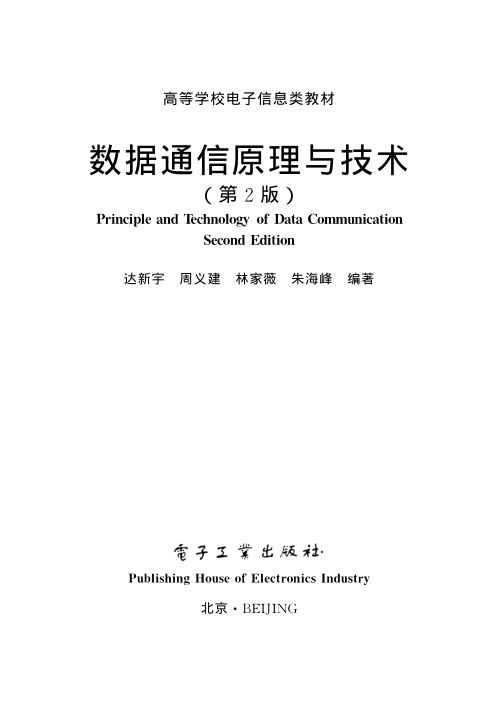 高等学校电子信息类教材
数据通信原理与技术
（第 2 版）
Principle and Technology of Data Communication
Second Edition
达新宇　周义建　林家薇　朱海峰　编著
電子工業出版社·
Publishing House of Electronics Industry
北京·BEIJING